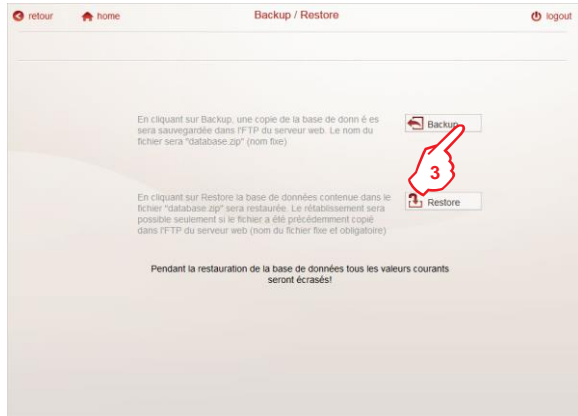 retour home Backup / Restore logout
En cliquant sur Backup, une copie de la base de donn é es
sera sauvegardée dans l'FTP du serveur web. Le nom du
fichier sera "database.zip" (nom fixe)
Backup
3
En cliquant sur Restore la base de données contenue dans le
fichier "database.zip" sera restaurée. Le rétablissement sera
possible seulement si le fichier a été précédemment copié
dans l'FTP du serveur web (nom du fichier fixe et obligatoire)
Restore
Pendant la restauration de la base de données tous les valeurs courants
seront écrasés!